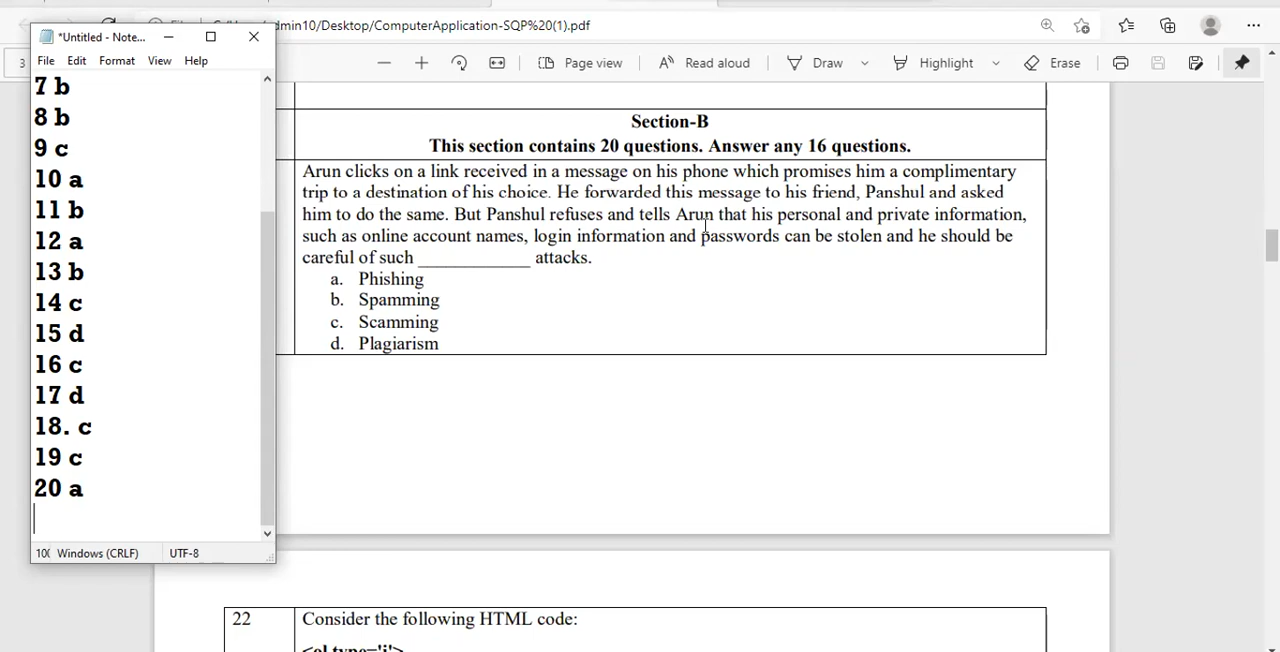 admin10/Desktop/ComputerApplication-SQP%20(1).pdf
*Untitled - Note...
File Edit Format View Help
3
Page view
Read aloud
Draw
Highlight
Erase
7 b
8 b
9 c
10 a
11 b
12 a
13 b
14 c
15 d
16 c
17 d
18. c
19 c
20 a
Windows (CRLF)
UTF-8
Section-B
This section contains 20 questions. Answer any 16 questions.
Arun clicks on a link received in a message on his phone which promises him a complimentary
trip to a destination of his choice. He forwarded this message to his friend, Panshul and asked
him to do the same. But Panshul refuses and tells Arun that his personal and private information,
such as online account names, login information and passwords can be stolen and he should be
careful of such ____________ attacks.
a. Phishing
b. Spamming
c. Scamming
d. Plagiarism
22
Consider the following HTML code:
<ol type='i'>